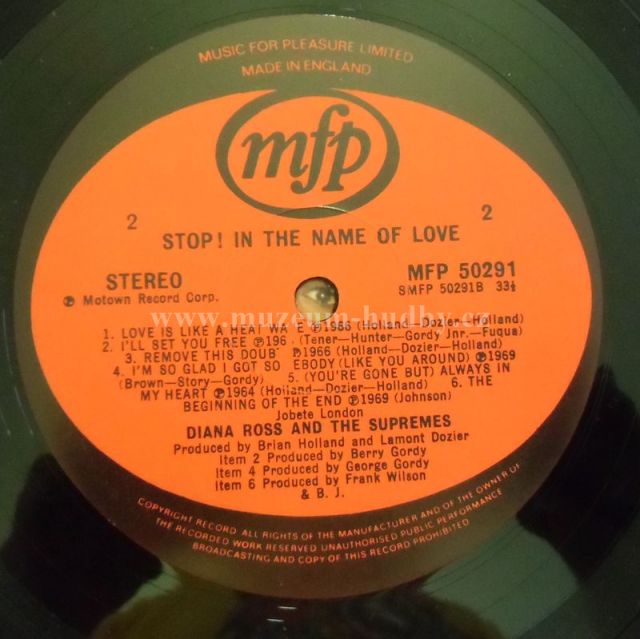 MUSIC FOR PLEASURE LIMITED
MADE IN ENGLAND
mfp
2 2
STOP! IN THE NAME OF LOVE
STEREO MFP 50291
℗ Motown Record Corp. SMFP 50291B 33⅓
www.muzeum-hudby.cz
1. LOVE IS LIKE A HEAT WA E ℗1966 (Holland-Dozier-Holland)
2. I'LL SET YOU FREE ℗196 (Tener-Hunter-Gordy Jnr.-Fuqua)
3. REMOVE THIS DOUB ℗1966 (Holland-Dozier-Holland)
4. I'M SO GLAD I GOT SO EBODY (LIKE YOU AROUND) ℗1969
(Brown-Story-Gordy) 5. (YOU'RE GONE BUT) ALWAYS IN
MY HEART ℗1964 (Holland-Dozier-Holland) 6. THE
BEGINNING OF THE END ℗1969 (Johnson)
Jobete London
DIANA ROSS AND THE SUPREMES
Produced by Brian Holland and Lamont Dozier
Item 2 Produced by Berry Gordy
Item 4 Produced by George Gordy
Item 6 Produced by Frank Wilson
& B. J.
COPYRIGHT RECORD ALL RIGHTS OF THE MANUFACTURER AND OF THE OWNER OF
THE RECORDED WORK RESERVED UNAUTHORISED PUBLIC PERFORMANCE
BROADCASTING AND COPY OF THIS RECORD PROHIBITED